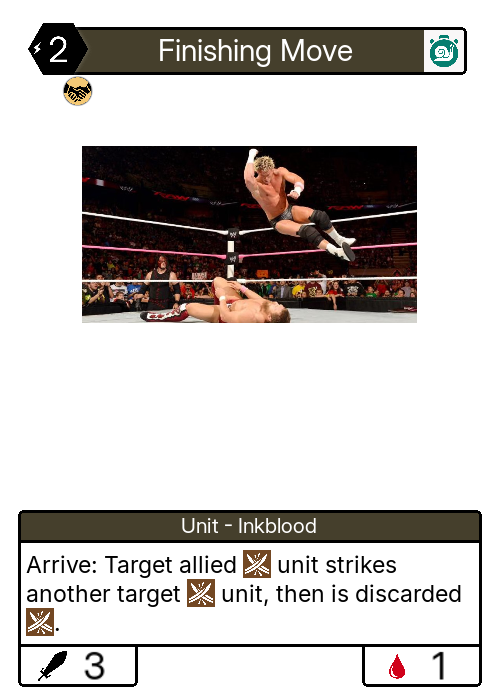 2
Finishing Move
Unit - Inkblood
Arrive: Target allied unit strikes
another target unit, then is discarded
.
3
1